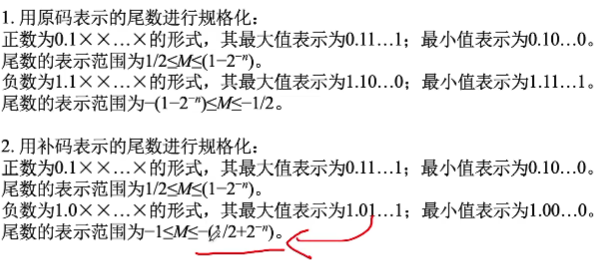 1. 用原码表示的尾数进行规格化：
正数为0.1××…×的形式，其最大值表示为0.11…1；最小值表示为0.10…0。
尾数的表示范围为1/2≤M≤(1−2⁻ⁿ)。
负数为1.1××…×的形式，其最大值表示为1.10…0；最小值表示为1.11…1。
尾数的表示范围为−(1−2⁻ⁿ)≤M≤−1/2。
2. 用补码表示的尾数进行规格化：
正数为0.1××…×的形式，其最大值表示为0.11…1；最小值表示为0.10…0。
尾数的表示范围为1/2≤M≤(1−2⁻ⁿ)。
负数为1.0××…×的形式，其最大值表示为1.01…1；最小值表示为1.00…0。
尾数的表示范围为−1≤M≤−(1/2+2⁻ⁿ)。